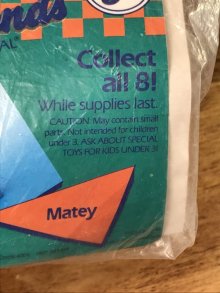 Collect
all 8!
While supplies last.
CAUTION: May contain small
parts. Not intended for children
under 3. ASK ABOUT SPECIAL
TOYS FOR KIDS UNDER 3!
Matey